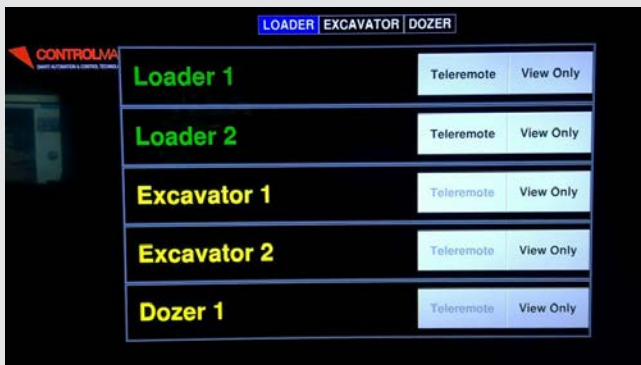 LOADER EXCAVATOR DOZER
CONTROLMA
Loader 1 Teleremote View Only
Loader 2 Teleremote View Only
Excavator 1 Teleremote View Only
Excavator 2 Teleremote View Only
Dozer 1 Teleremote View Only